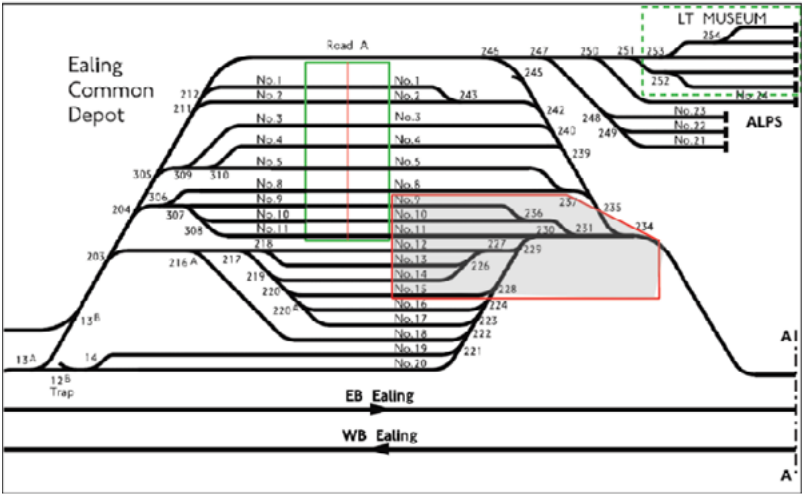 LT MUSEUM
Road A
Ealing
Common
Depot
246
247
250
251
253
254
245
252
No.24
No.1
No.1
212
No.2
No.2
243
211
242
No.23
ALPS
No.3
No.3
248
240
No.22
249
No.4
No.4
239
No.21
No.5
No.5
305
309
310
No.8
No.8
306
No.9
No.9
237
235
204
307
No.10
No.10
236
308
No.11
No.11
230
231
234
218
No.12
227
229
203
216A
217
No.13
226
219
No.14
220
No.15
228
220A
No.16
224
13B
No.17
223
No.18
222
13A
14
No.19
221
12B
Trap
No.20
A
EB Ealing
WB Ealing
A